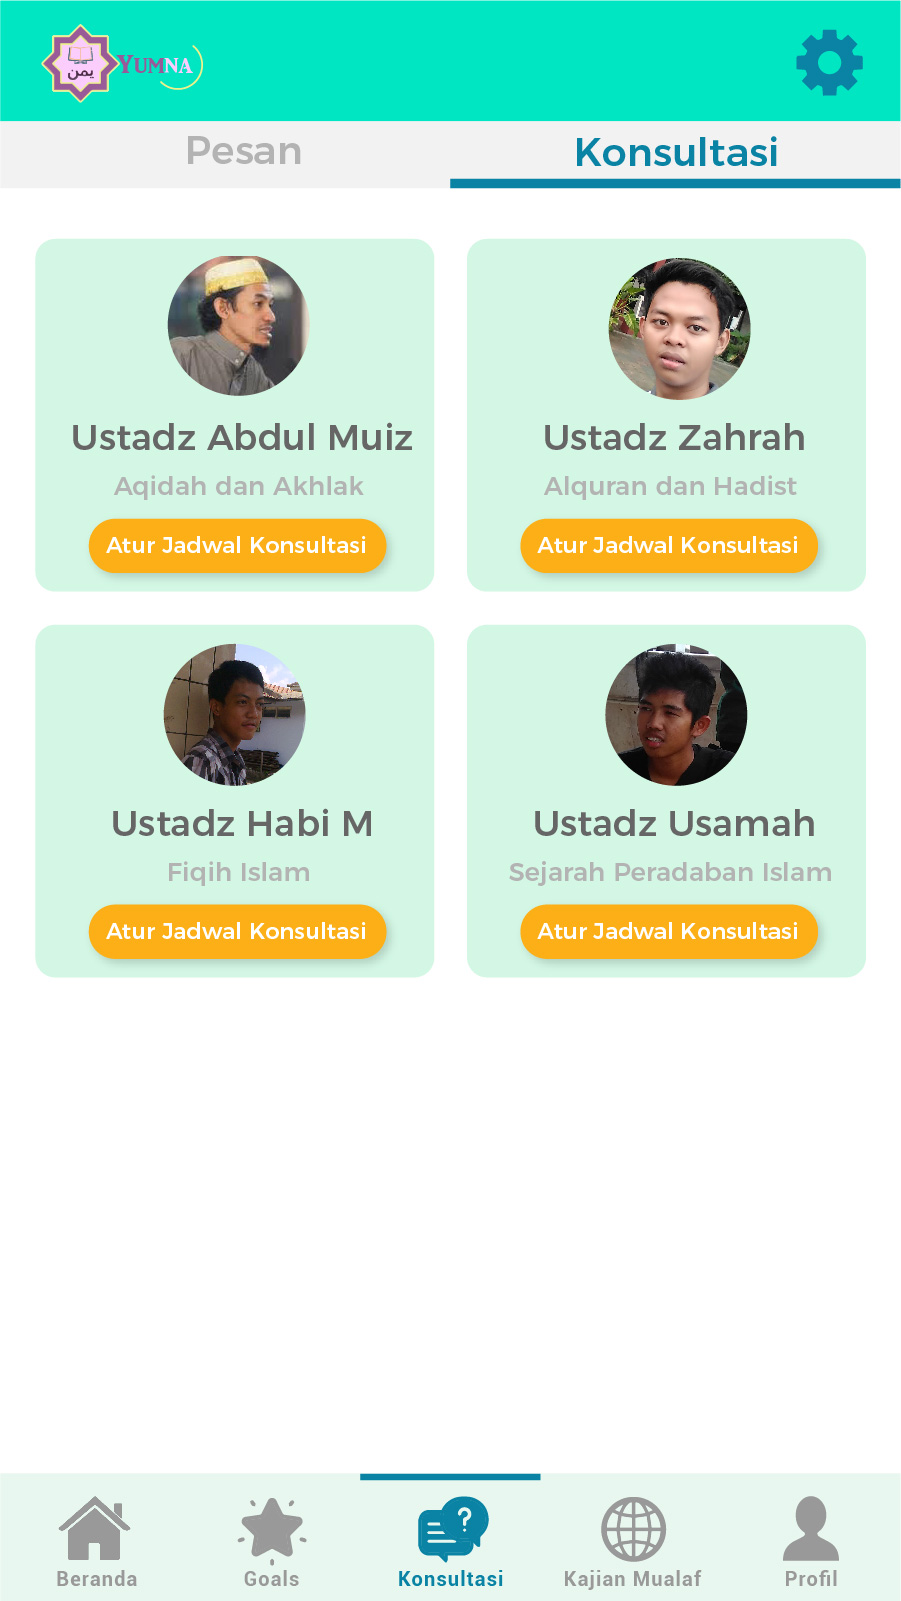 يمن
YUMNA
Pesan
Konsultasi
Ustadz Abdul Muiz
Aqidah dan Akhlak
Atur Jadwal Konsultasi
Ustadz Zahrah
Alquran dan Hadist
Atur Jadwal Konsultasi
Ustadz Habi M
Fiqih Islam
Atur Jadwal Konsultasi
Ustadz Usamah
Sejarah Peradaban Islam
Atur Jadwal Konsultasi
Beranda
Goals
?
Konsultasi
Kajian Mualaf
Profil